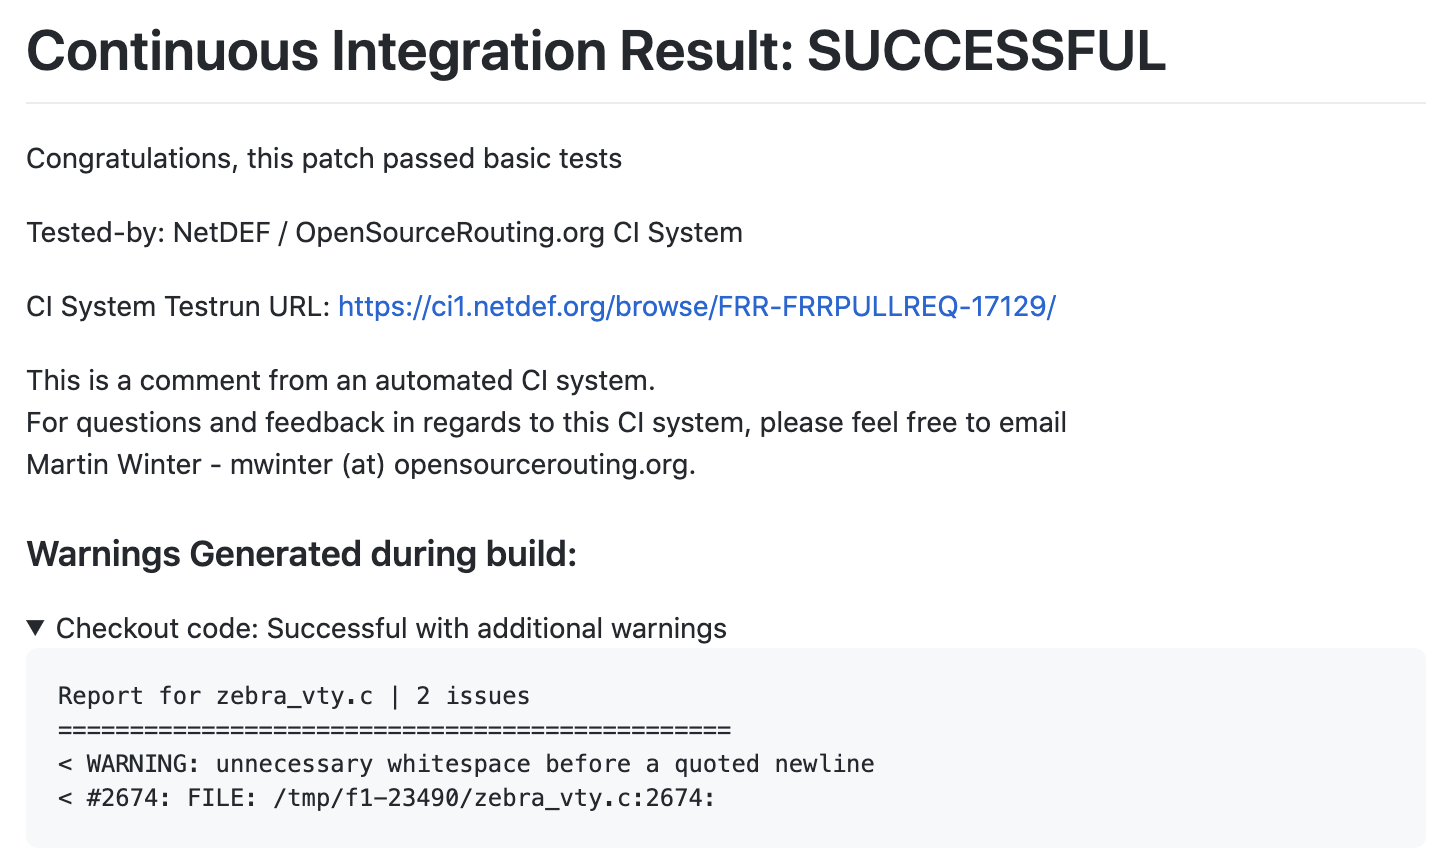 Continuous Integration Result: SUCCESSFUL
Congratulations, this patch passed basic tests
Tested-by: NetDEF / OpenSourceRouting.org CI System
CI System Testrun URL: https://ci1.netdef.org/browse/FRR-FRRPULLREQ-17129/
This is a comment from an automated CI system.
For questions and feedback in regards to this CI system, please feel free to email
Martin Winter - mwinter (at) opensourcerouting.org.
Warnings Generated during build:
▼ Checkout code: Successful with additional warnings
Report for zebra_vty.c | 2 issues
===============================================
< WARNING: unnecessary whitespace before a quoted newline
< #2674: FILE: /tmp/f1-23490/zebra_vty.c:2674: